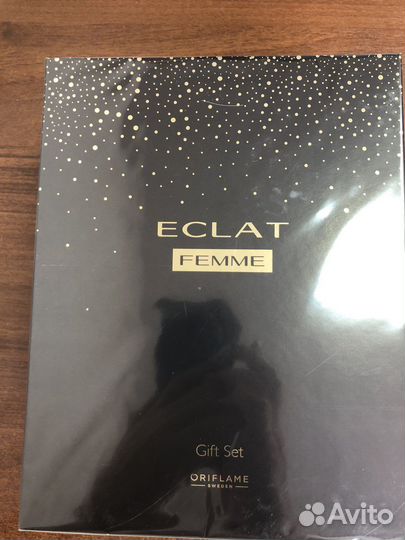 ECLAT
FEMME
Gift Set
ORIFLAME
SWEDEN
Avito